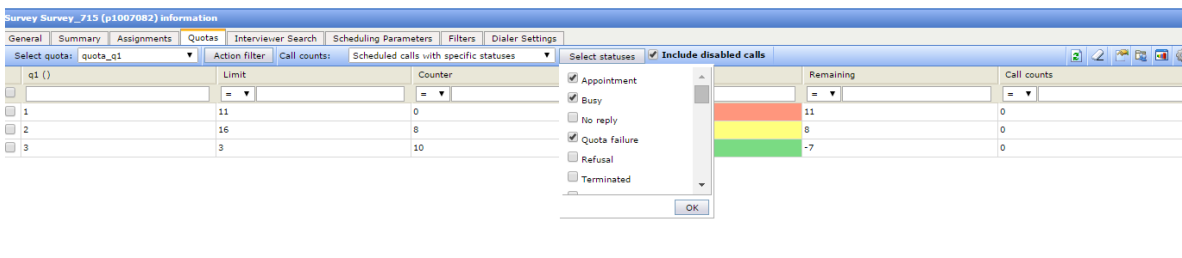 Survey Survey_715 (p1007082) information
General Summary Assignments Quotas Interviewer Search Scheduling Parameters Filters Dialer Settings
Select quota: quota_q1 Action filter Call counts: Scheduled calls with specific statuses Select statuses Include disabled calls
q1 () Limit Counter Remaining Call counts
= = = =
1 11 0 11 0
2 16 8 8 0
3 3 10 -7 0
Appointment
Busy
No reply
Quota failure
Refusal
Terminated
OK